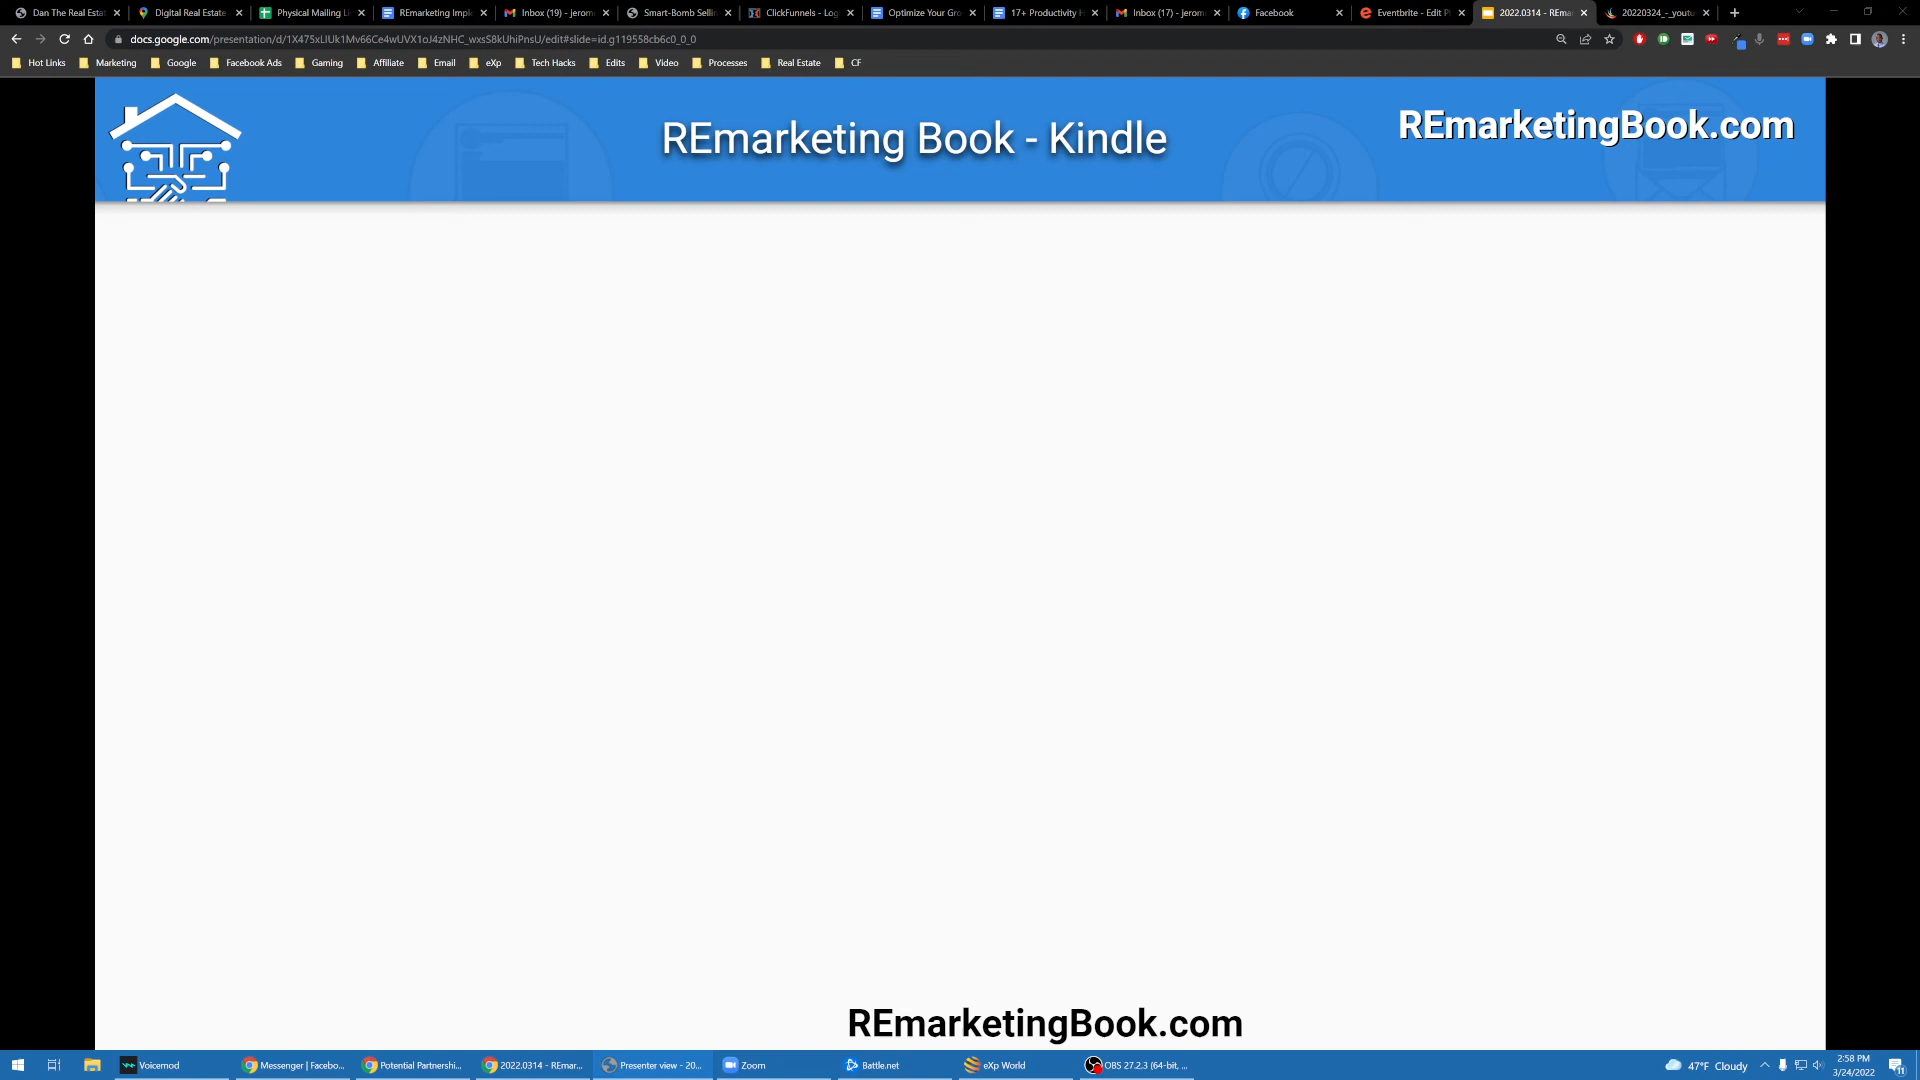 Dan The Real Esta
Digital Real Estate
Physical Mailing Li
REmarketing Imple
Inbox (19) - jerom
Smart-Bomb Sellin
ClickFunnels - Log
Optimize Your Gro
17+ Productivity H
Inbox (17) - jerom
Facebook
Eventbrite - Edit P
2022.0314 - REma
20220324_-_youtu
docs.google.com/presentation/d/1X475xLIUk1Mv66Ce4wUVX1oJ4zNHC_wxsS8kUhiPnsU/edit#slide=id.g119558cb6c0_0_0
Hot Links
Marketing
Google
Facebook Ads
Gaming
Affiliate
Email
eXp
Tech Hacks
Edits
Video
Processes
Real Estate
CF
REmarketing Book - Kindle
REmarketingBook.com
REmarketingBook.com
Voicemod
Messenger | Facebo...
Potential Partnershi...
2022.0314 - REmar...
Presenter view - 20...
Zoom
Battle.net
eXp World
OBS 27.2.3 (64-bit, ...
47°F Cloudy
2:58 PM
3/24/2022
11